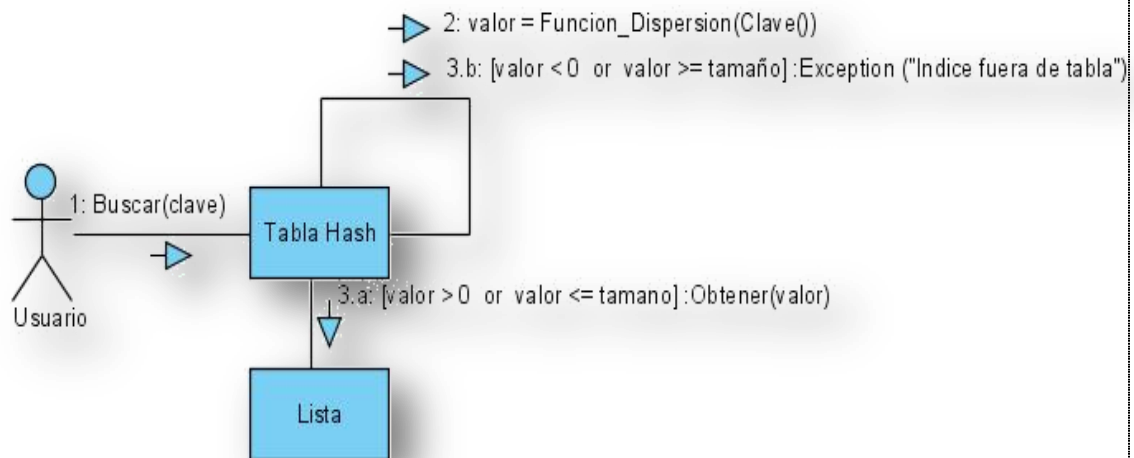 2: valor = Funcion_Dispersion(Clave())
3.b: [valor < 0 or valor >= tamaño] :Exception ("Indice fuera de tabla")
1: Buscar(clave)
Tabla Hash
3.a: [valor > 0 or valor <= tamano] :Obtener(valor)
Usuario
Lista